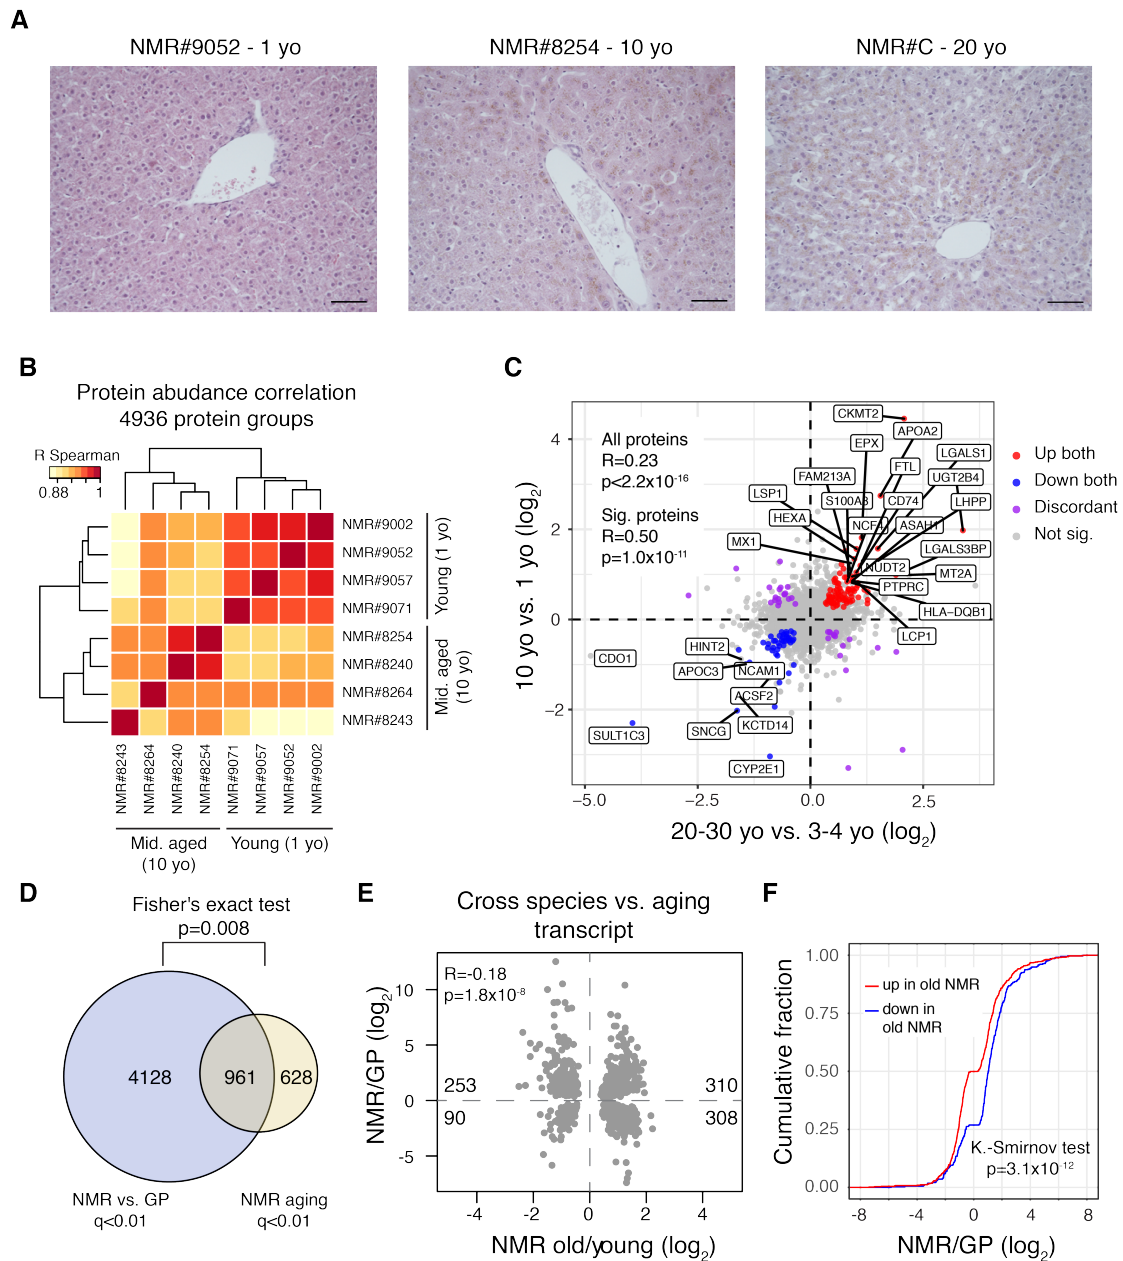 A
NMR#9052 - 1 yo
NMR#8254 - 10 yo
NMR#C - 20 yo
B
Protein abudance correlation
4936 protein groups
R Spearman
0.88
1
NMR#9002
NMR#9052
NMR#9057
NMR#9071
NMR#8254
NMR#8240
NMR#8264
NMR#8243
Young (1 yo)
Mid. aged
(10 yo)
NMR#8243
NMR#8264
NMR#8240
NMR#8254
NMR#9071
NMR#9057
NMR#9052
NMR#9002
Mid. aged
(10 yo)
Young (1 yo)
C
10 yo vs. 1 yo (log2)
4
2
0
−2
All proteins
R=0.23
p<2.2x10-16
Sig. proteins
R=0.50
p=1.0x10-11
CKMT2
APOA2
EPX
LGALS1
FTL
FAM213A
UGT2B4
LSP1
S100A8
CD74
LHPP
HEXA
NCF4
ASAH1
MX1
LGALS3BP
NUDT2
MT2A
PTPRC
HLA−DQB1
LCP1
HINT2
CDO1
APOC3
NCAM1
ACSF2
SULT1C3
SNCG
KCTD14
CYP2E1
−5.0
−2.5
0.0
2.5
20-30 yo vs. 3-4 yo (log2)
Up both
Down both
Discordant
Not sig.
D
Fisher's exact test
p=0.008
4128
961
628
NMR vs. GP
q<0.01
NMR aging
q<0.01
E
Cross species vs. aging
transcript
R=-0.18
p=1.8x10-8
NMR/GP (log2)
10
5
0
-5
253
90
310
308
-4
-2
0
2
4
NMR old/young (log2)
F
Cumulative fraction
1.00
0.75
0.50
0.25
0.00
up in old NMR
down in
old NMR
K.-Smirnov test
p=3.1x10-12
-8
-4
0
4
8
NMR/GP (log2)